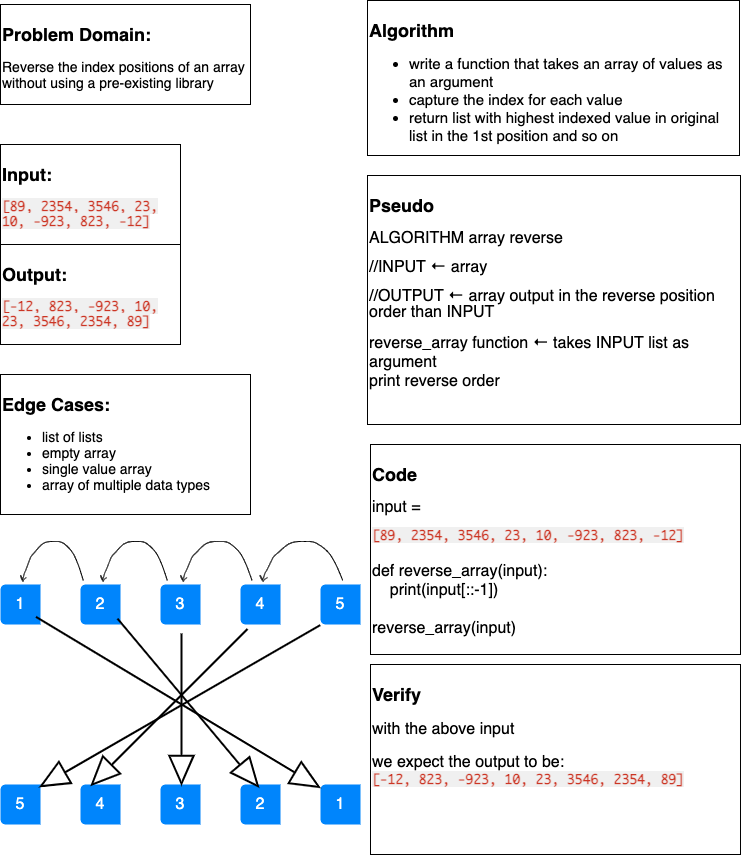 Problem Domain:
Reverse the index positions of an array
without using a pre-existing library
Input:
[89, 2354, 3546, 23,
10, -923, 823, -12]
Output:
[-12, 823, -923, 10,
23, 3546, 2354, 89]
Edge Cases:
• list of lists
• empty array
• single value array
• array of multiple data types
1 2 3 4 5
5 4 3 2 1
Algorithm
• write a function that takes an array of values as
an argument
• capture the index for each value
• return list with highest indexed value in original
list in the 1st position and so on
Pseudo
ALGORITHM array reverse
//INPUT ← array
//OUTPUT ← array output in the reverse position
order than INPUT
reverse_array function ← takes INPUT list as
argument
print reverse order
Code
input =
[89, 2354, 3546, 23, 10, -923, 823, -12]
def reverse_array(input):
print(input[::-1])
reverse_array(input)
Verify
with the above input
we expect the output to be:
[-12, 823, -923, 10, 23, 3546, 2354, 89]